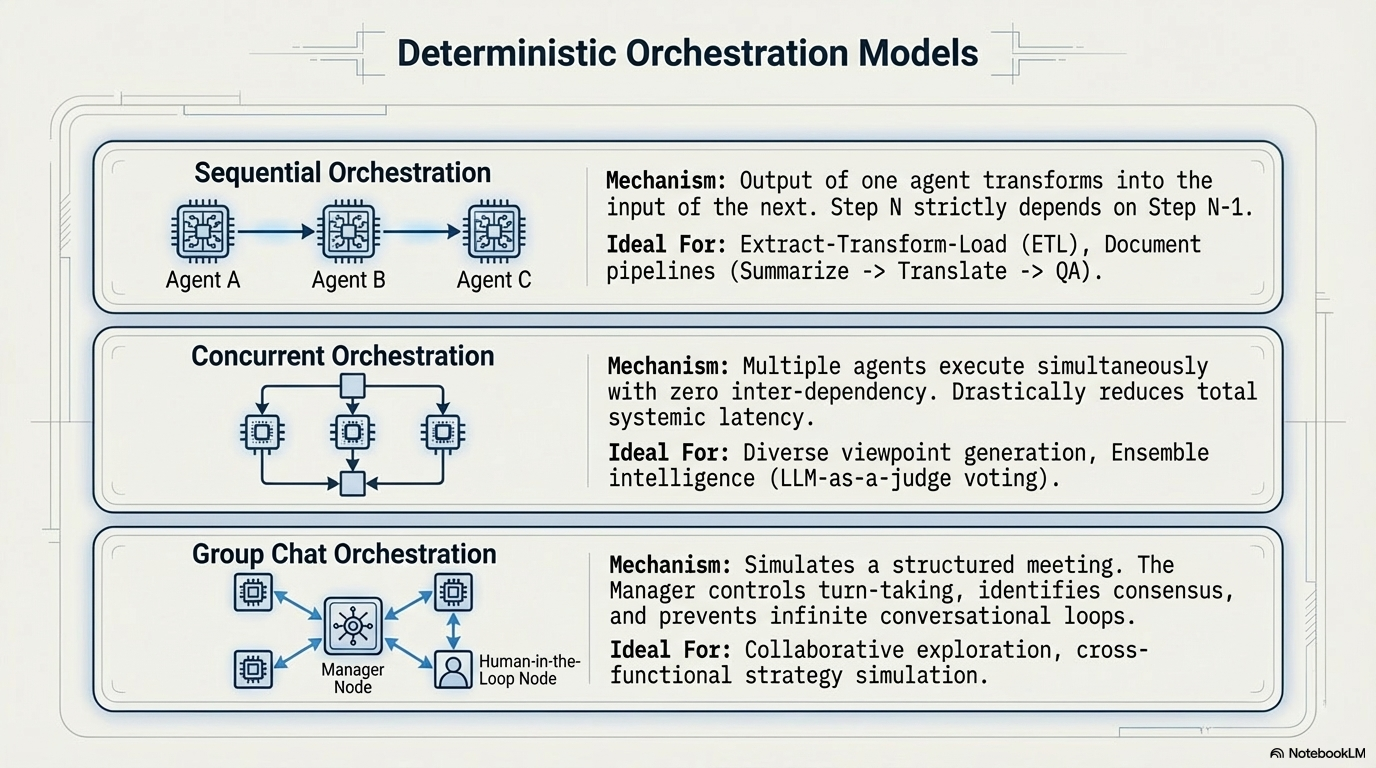 Deterministic Orchestration Models
Sequential Orchestration
Agent A
Agent B
Agent C
Mechanism: Output of one agent transforms into the
input of the next. Step N strictly depends on Step N-1.
Ideal For: Extract-Transform-Load (ETL), Document
pipelines (Summarize -> Translate -> QA).
Concurrent Orchestration
Mechanism: Multiple agents execute simultaneously
with zero inter-dependency. Drastically reduces total
systemic latency.
Ideal For: Diverse viewpoint generation, Ensemble
intelligence (LLM-as-a-judge voting).
Group Chat Orchestration
Manager
Node
Human-in-the-
Loop Node
Mechanism: Simulates a structured meeting. The
Manager controls turn-taking, identifies consensus,
and prevents infinite conversational loops.
Ideal For: Collaborative exploration, cross-
functional strategy simulation.
NotebookLM